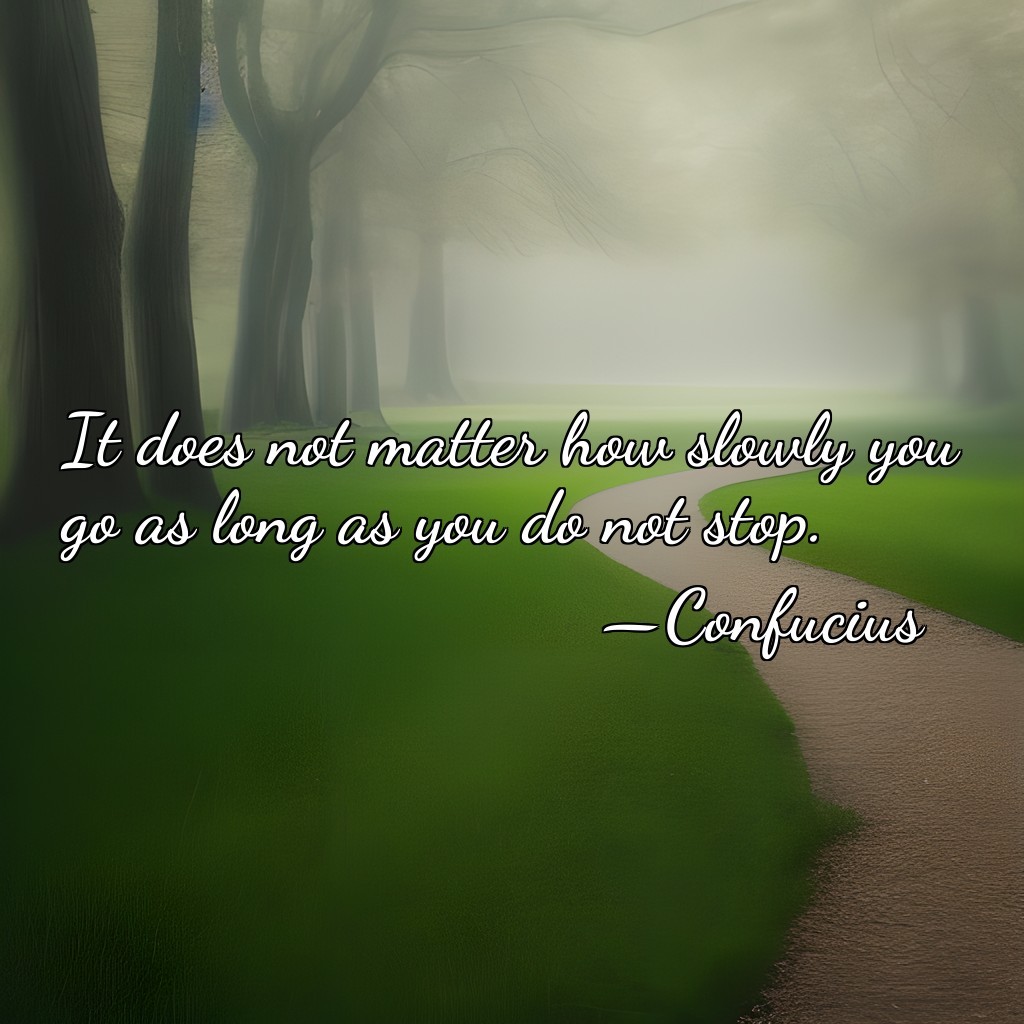 It does not matter how slowly you
go as long as you do not stop.
—Confucius